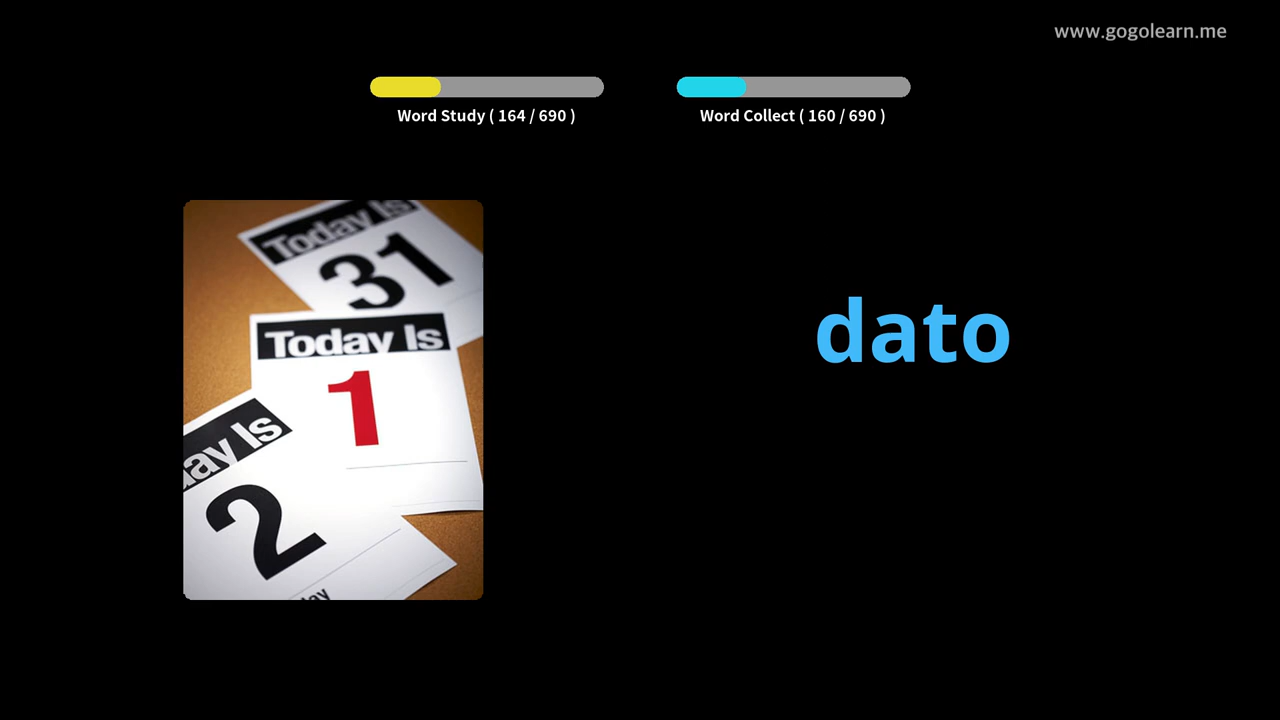 www.gogolearn.me
Word Study ( 164 / 690 )
Word Collect ( 160 / 690 )
Today Is
31
Today Is
1
ay Is
2
ay
dato